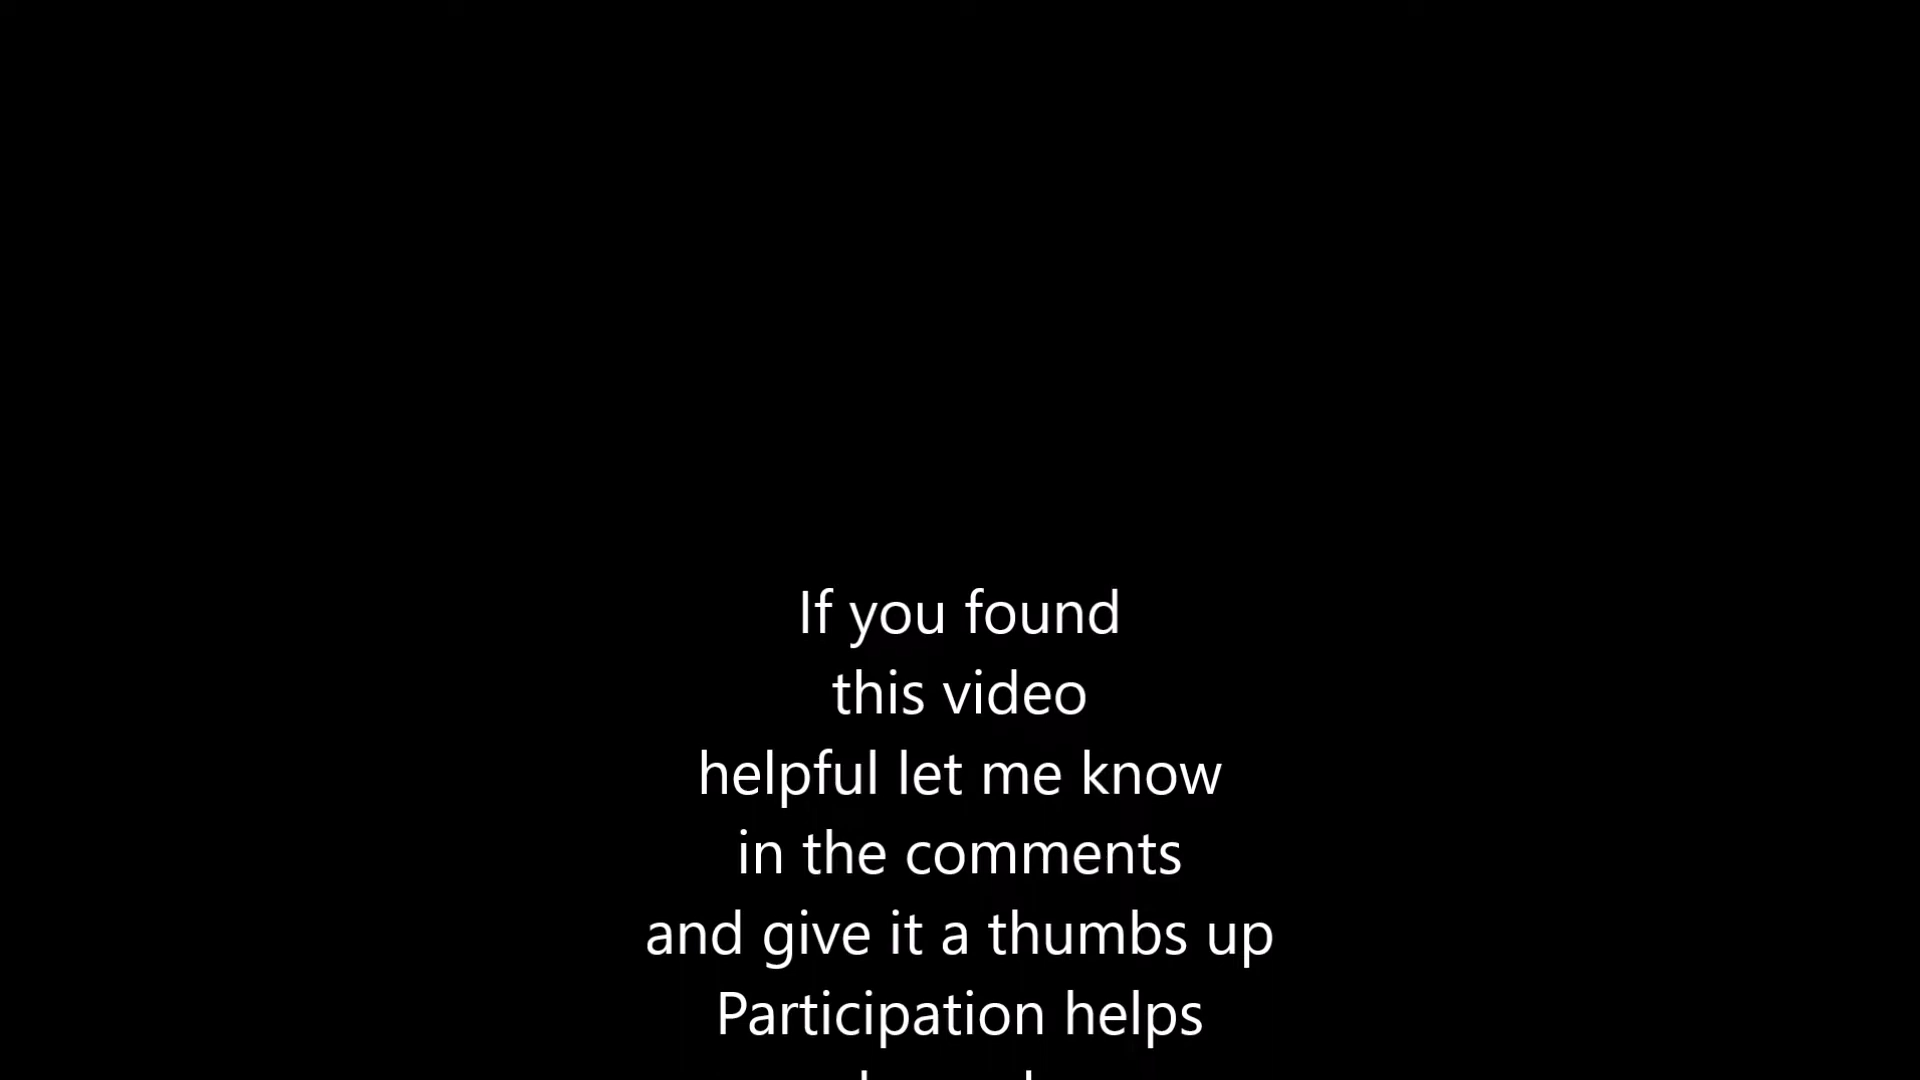 If you found
this video
helpful let me know
in the comments
and give it a thumbs up
Participation helps